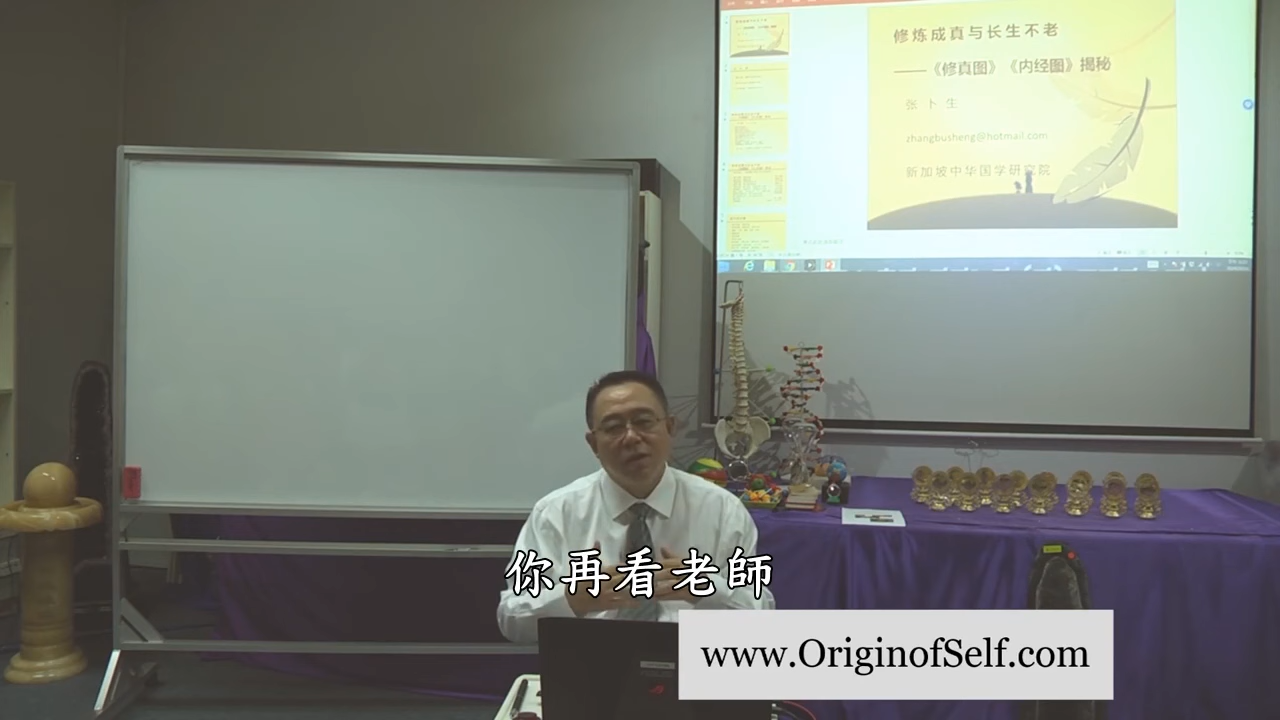 修炼成真与长生不老
——《修真图》《内经图》揭秘
张卜生
zhangbusheng@hotmail.com
新加坡中华国学研究院
你再看老師
www.OriginofSelf.com